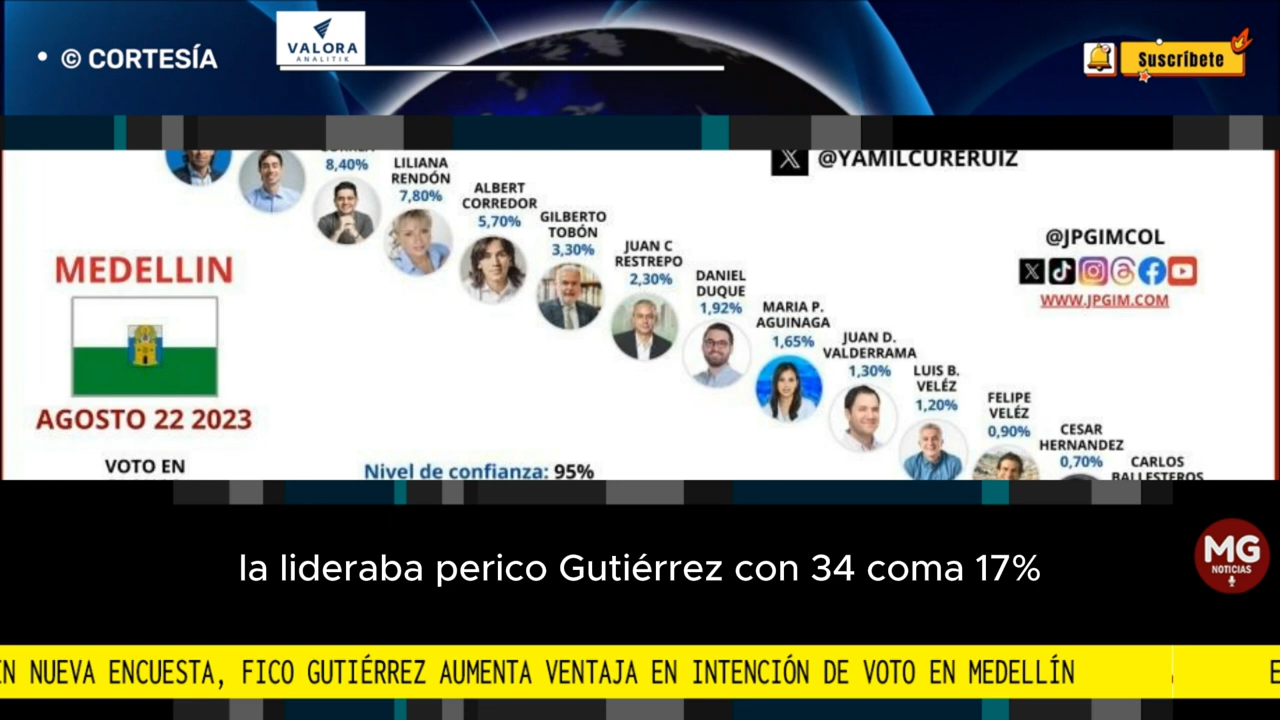 • © CORTESÍA
VALORA
ANALITIK
Suscríbete
@YAMILCURERUIZ
8,40%
LILIANA
RENDÓN
7,80%
ALBERT
CORREDOR
5,70%
GILBERTO
TOBÓN
3,30%
JUAN C
RESTREPO
2,30%
DANIEL
DUQUE
1,92%
MARIA P.
AGUINAGA
1,65%
JUAN D.
VALDERRAMA
1,30%
LUIS B.
VELÉZ
1,20%
FELIPE
VELÉZ
0,90%
CESAR
HERNANDEZ
0,70%
CARLOS
BALLESTEROS
@JPGIMCOL
WWW.JPGIM.COM
MEDELLIN
AGOSTO 22 2023
VOTO EN
Nivel de confianza: 95%
la lideraba perico Gutiérrez con 34 coma 17%
MG
NOTICIAS
EN NUEVA ENCUESTA, FICO GUTIÉRREZ AUMENTA VENTAJA EN INTENCIÓN DE VOTO EN MEDELLÍN